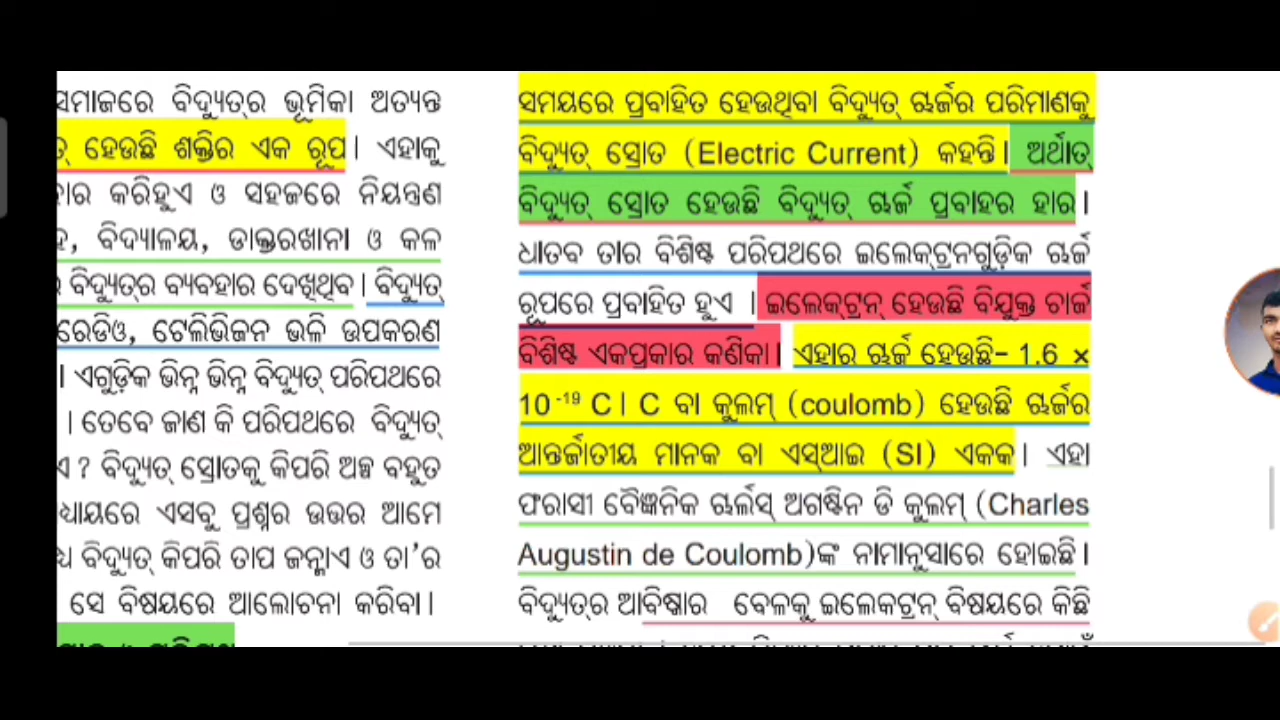 ସମାଜରେ ବିଦ୍ୟୁତ୍‌ର ଭୂମିକା ଅତ୍ୟନ୍ତ
ହେଉଛି ଶକ୍ତିର ଏକ ରୂପ। ଏହାକୁ
କରିହୁଏ ଓ ସହଜରେ ନିୟନ୍ତ୍ରଣ
ବିଦ୍ୟାଳୟ, ଡାକ୍ତରଖାନା ଓ କଳ
ବିଦ୍ୟୁତ୍‌ର ବ୍ୟବହାର ଦେଖିଥିବ। ବିଦ୍ୟୁତ୍
ରେଡିଓ, ଟେଲିଭିଜନ ଭଳି ଉପକରଣ
। ଏଗୁଡ଼ିକ ଭିନ୍ନ ଭିନ୍ନ ବିଦ୍ୟୁତ୍ ପରିପଥରେ
। ତେବେ ଜାଣ କି ପରିପଥରେ ବିଦ୍ୟୁତ୍
? ବିଦ୍ୟୁତ୍ ସ୍ରୋତକୁ କିପରି ଅଳ୍ପ ବହୁତ
ଏସବୁ ପ୍ରଶ୍ନର ଉତ୍ତର ଆମେ
ବିଦ୍ୟୁତ୍ କିପରି ତାପ ଜନ୍ମାଏ ଓ ତା’ର
ସେ ବିଷୟରେ ଆଲୋଚନା କରିବା।
ସମୟରେ ପ୍ରବାହିତ ହେଉଥିବା ବିଦ୍ୟୁତ୍ ଚାର୍ଜର ପରିମାଣକୁ
ବିଦ୍ୟୁତ୍ ସ୍ରୋତ (Electric Current) କହନ୍ତି। ଅର୍ଥାତ୍
ବିଦ୍ୟୁତ୍ ସ୍ରୋତ ହେଉଛି ବିଦ୍ୟୁତ୍ ଚାର୍ଜ ପ୍ରବାହର ହାର।
ଧାତବ ତାର ବିଶିଷ୍ଟ ପରିପଥରେ ଇଲେକ୍‌ଟ୍ରନଗୁଡ଼ିକ ଚାର୍ଜ
ରୂପରେ ପ୍ରବାହିତ ହୁଏ । ଇଲେକ୍‌ଟ୍ରନ୍ ହେଉଛି ବିଯୁକ୍ତ ଚାର୍ଜ
ବିଶିଷ୍ଟ ଏକପ୍ରକାର କଣିକା। ଏହାର ଚାର୍ଜ ହେଉଛି– 1.6 ×
10⁻¹⁹ C। C ବା କୁଲମ୍ (coulomb) ହେଉଛି ଚାର୍ଜର
ଆନ୍ତର୍ଜାତୀୟ ମାନକ ବା ଏସ୍ଆଇ (SI) ଏକକ। ଏହା
ଫରାସୀ ବୈଜ୍ଞାନିକ ଚାର୍ଲସ୍ ଅଗଷ୍ଟିନ ଡି କୁଲମ୍ (Charles
Augustin de Coulomb)ଙ୍କ ନାମାନୁସାରେ ହୋଇଛି।
ବିଦ୍ୟୁତ୍‌ର ଆବିଷ୍କାର ବେଳକୁ ଇଲେକଟ୍ରନ୍ ବିଷୟରେ କିଛି